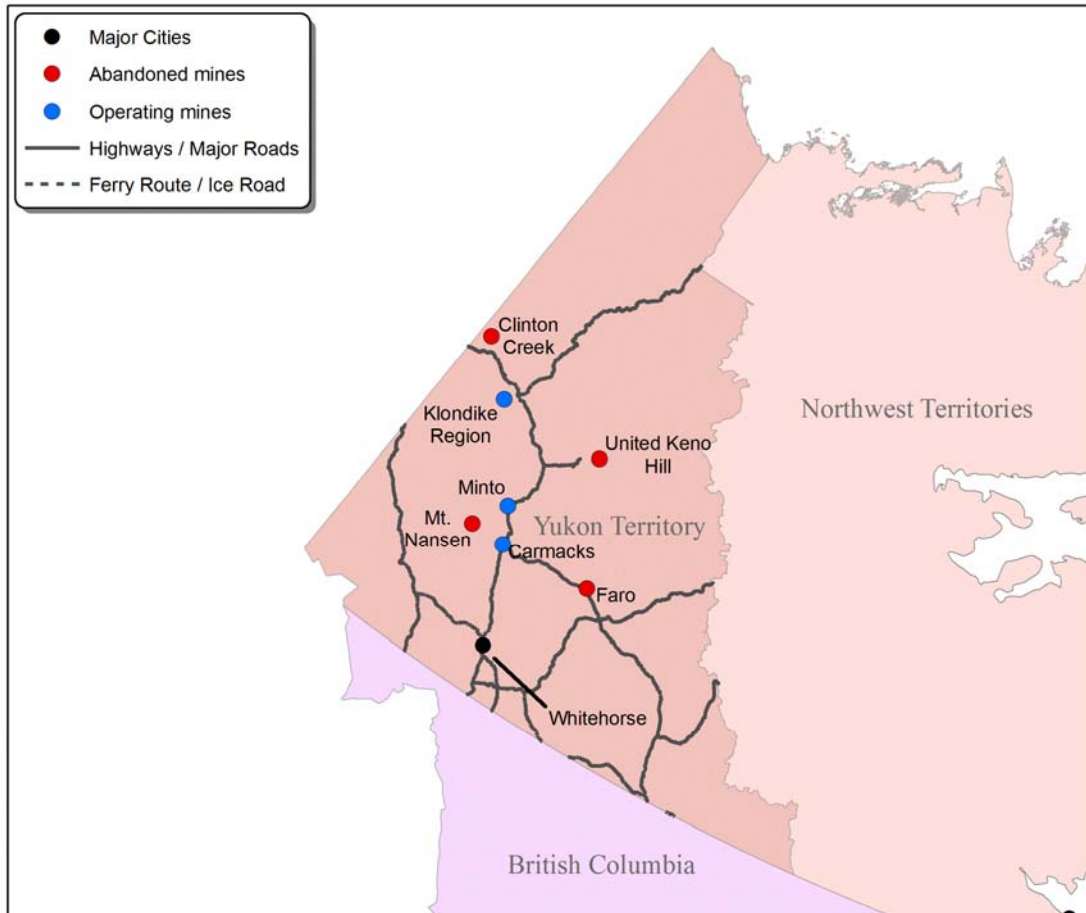 Major Cities
Abandoned mines
Operating mines
Highways / Major Roads
Ferry Route / Ice Road
Clinton
Creek
Klondike
Region
Northwest Territories
United Keno
Hill
Minto
Mt.
Nansen
Yukon Territory
Carmacks
Faro
Whitehorse
British Columbia